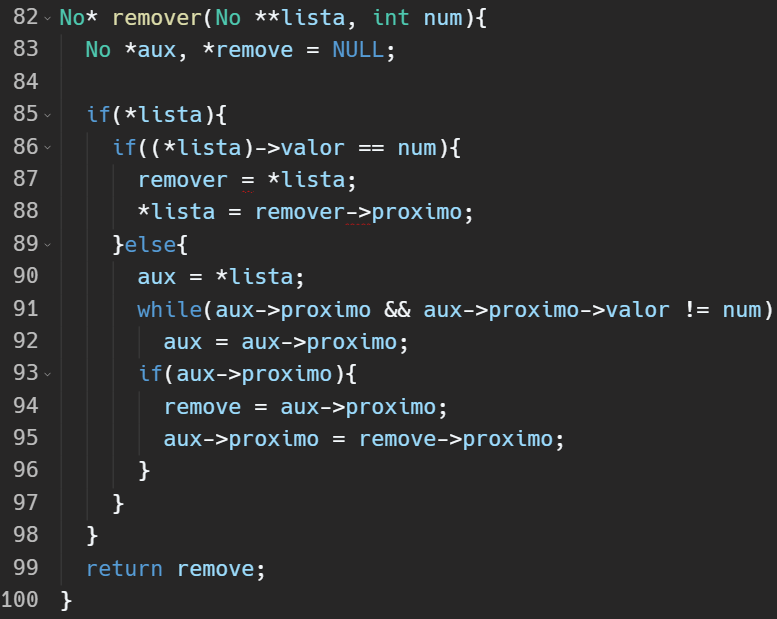 82 No* remover(No **lista, int num){
83   No *aux, *remove = NULL;
84
85   if(*lista){
86     if((*lista)->valor == num){
87       remover = *lista;
88       *lista = remover->proximo;
89     }else{
90       aux = *lista;
91       while(aux->proximo && aux->proximo->valor != num)
92         aux = aux->proximo;
93       if(aux->proximo){
94         remove = aux->proximo;
95         aux->proximo = remove->proximo;
96       }
97     }
98   }
99   return remove;
100 }